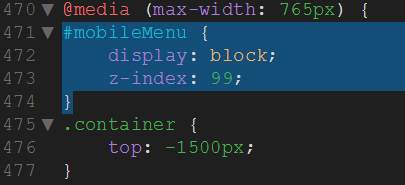 470 ▼ @media (max-width: 765px) {
471 ▼ #mobileMenu {
472     display: block;
473     z-index: 99;
474 }
475 ▼ .container {
476     top: -1500px;
477 }